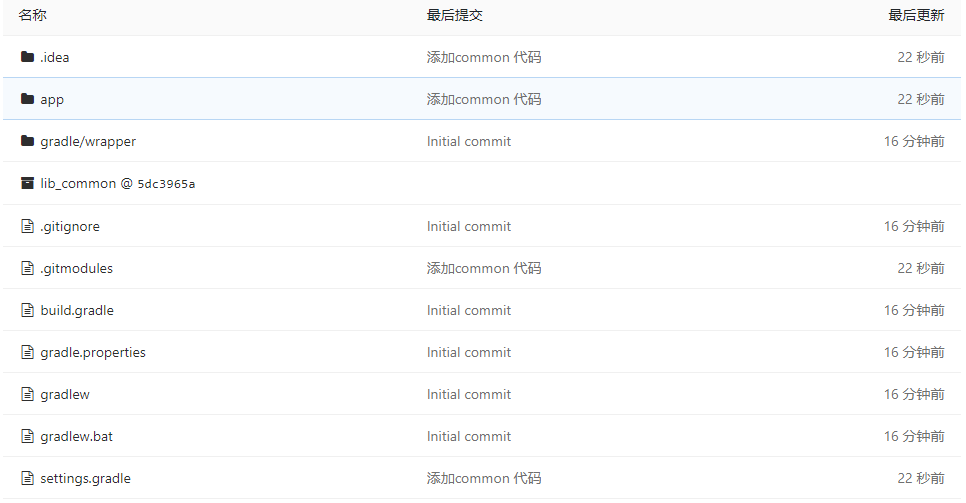 名称 最后提交 最后更新
.idea 添加common 代码 22 秒前
app 添加common 代码 22 秒前
gradle/wrapper Initial commit 16 分钟前
lib_common @ 5dc3965a
.gitignore Initial commit 16 分钟前
.gitmodules 添加common 代码 22 秒前
build.gradle Initial commit 16 分钟前
gradle.properties Initial commit 16 分钟前
gradlew Initial commit 16 分钟前
gradlew.bat Initial commit 16 分钟前
settings.gradle 添加common 代码 22 秒前